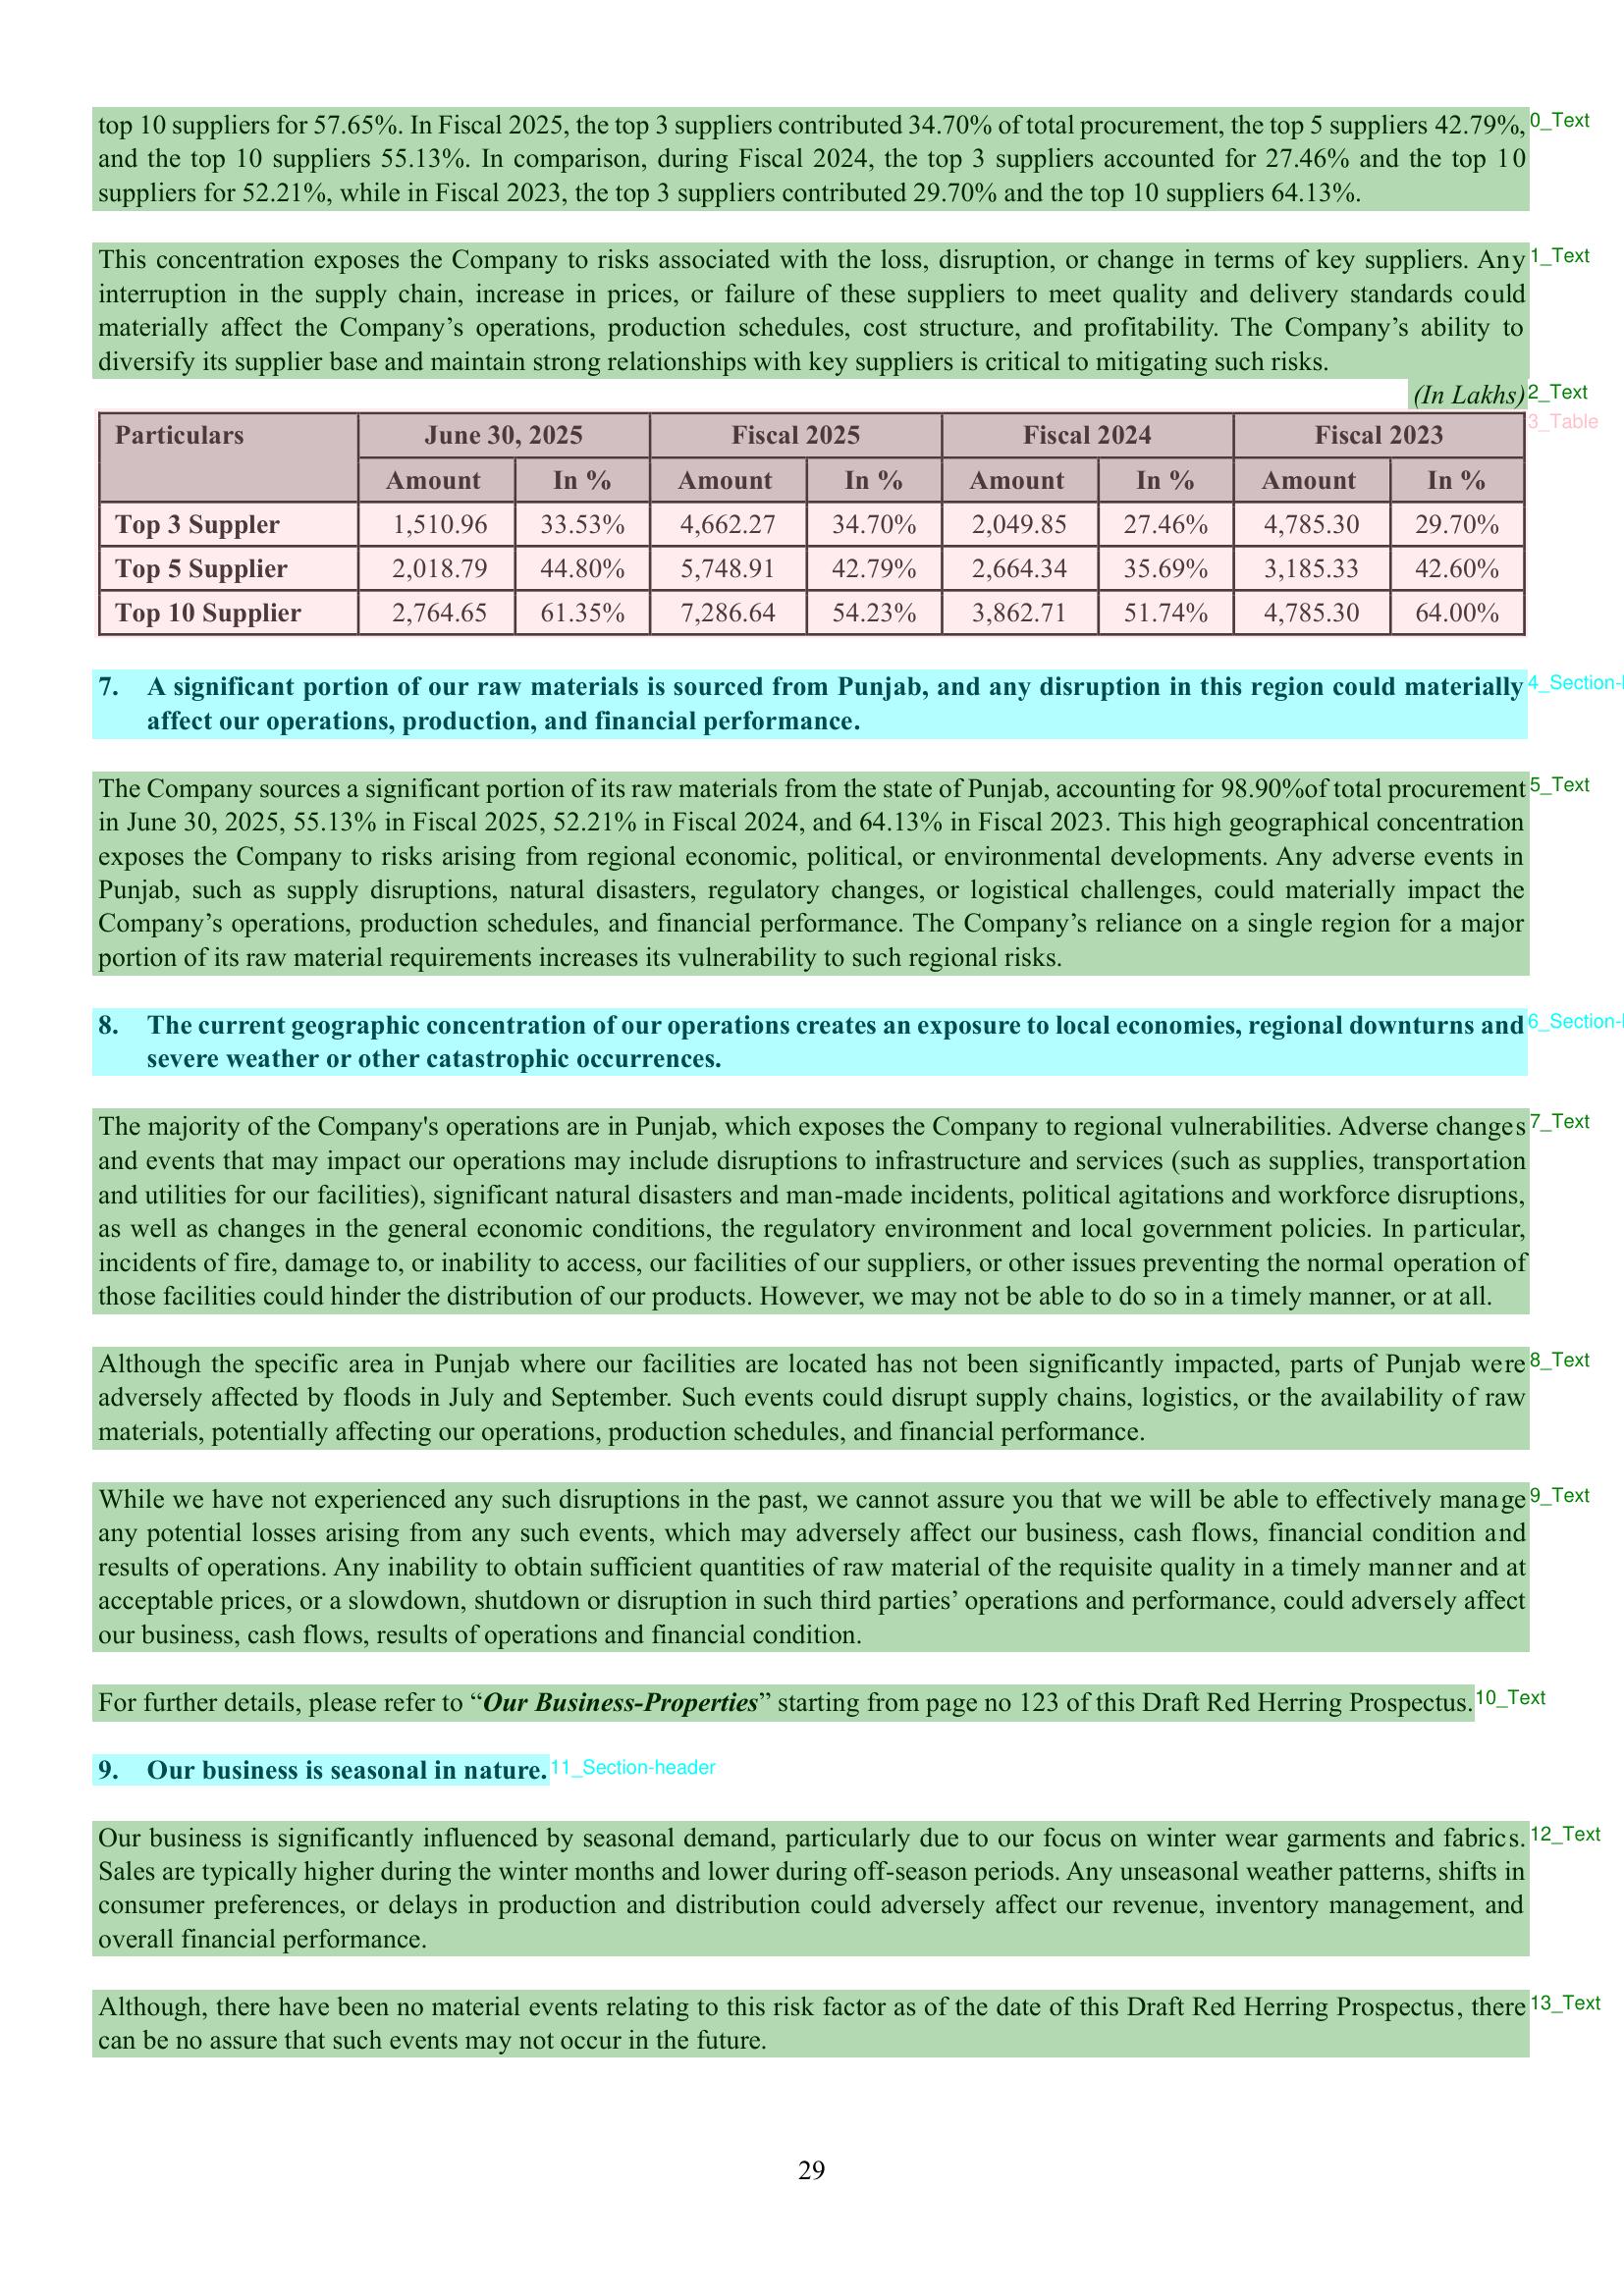 top 10 suppliers for 57.65%. In Fiscal 2025, the top 3 suppliers contributed 34.70% of total procurement, the top 5 suppliers 42.79%, 0_Text
and the top 10 suppliers 55.13%. In comparison, during Fiscal 2024, the top 3 suppliers accounted for 27.46% and the top 10
suppliers for 52.21%, while in Fiscal 2023, the top 3 suppliers contributed 29.70% and the top 10 suppliers 64.13%.
This concentration exposes the Company to risks associated with the loss, disruption, or change in terms of key suppliers. Any 1_Text
interruption in the supply chain, increase in prices, or failure of these suppliers to meet quality and delivery standards could
materially affect the Company’s operations, production schedules, cost structure, and profitability. The Company’s ability to
diversify its supplier base and maintain strong relationships with key suppliers is critical to mitigating such risks.
(In Lakhs) 2_Text
3_Table
Particulars June 30, 2025 Fiscal 2025 Fiscal 2024 Fiscal 2023
Amount In % Amount In % Amount In % Amount In %
Top 3 Suppler 1,510.96 33.53% 4,662.27 34.70% 2,049.85 27.46% 4,785.30 29.70%
Top 5 Supplier 2,018.79 44.80% 5,748.91 42.79% 2,664.34 35.69% 3,185.33 42.60%
Top 10 Supplier 2,764.65 61.35% 7,286.64 54.23% 3,862.71 51.74% 4,785.30 64.00%
7. A significant portion of our raw materials is sourced from Punjab, and any disruption in this region could materially 4_Section-
affect our operations, production, and financial performance.
The Company sources a significant portion of its raw materials from the state of Punjab, accounting for 98.90%of total procurement 5_Text
in June 30, 2025, 55.13% in Fiscal 2025, 52.21% in Fiscal 2024, and 64.13% in Fiscal 2023. This high geographical concentration
exposes the Company to risks arising from regional economic, political, or environmental developments. Any adverse events in
Punjab, such as supply disruptions, natural disasters, regulatory changes, or logistical challenges, could materially impact the
Company’s operations, production schedules, and financial performance. The Company’s reliance on a single region for a major
portion of its raw material requirements increases its vulnerability to such regional risks.
8. The current geographic concentration of our operations creates an exposure to local economies, regional downturns and 6_Section-
severe weather or other catastrophic occurrences.
The majority of the Company's operations are in Punjab, which exposes the Company to regional vulnerabilities. Adverse changes 7_Text
and events that may impact our operations may include disruptions to infrastructure and services (such as supplies, transportation
and utilities for our facilities), significant natural disasters and man-made incidents, political agitations and workforce disruptions,
as well as changes in the general economic conditions, the regulatory environment and local government policies. In particular,
incidents of fire, damage to, or inability to access, our facilities of our suppliers, or other issues preventing the normal operation of
those facilities could hinder the distribution of our products. However, we may not be able to do so in a timely manner, or at all.
Although the specific area in Punjab where our facilities are located has not been significantly impacted, parts of Punjab were 8_Text
adversely affected by floods in July and September. Such events could disrupt supply chains, logistics, or the availability of raw
materials, potentially affecting our operations, production schedules, and financial performance.
While we have not experienced any such disruptions in the past, we cannot assure you that we will be able to effectively manage 9_Text
any potential losses arising from any such events, which may adversely affect our business, cash flows, financial condition and
results of operations. Any inability to obtain sufficient quantities of raw material of the requisite quality in a timely manner and at
acceptable prices, or a slowdown, shutdown or disruption in such third parties’ operations and performance, could adversely affect
our business, cash flows, results of operations and financial condition.
For further details, please refer to “Our Business-Properties” starting from page no 123 of this Draft Red Herring Prospectus. 10_Text
9. Our business is seasonal in nature. 11_Section-header
Our business is significantly influenced by seasonal demand, particularly due to our focus on winter wear garments and fabrics. 12_Text
Sales are typically higher during the winter months and lower during off-season periods. Any unseasonal weather patterns, shifts in
consumer preferences, or delays in production and distribution could adversely affect our revenue, inventory management, and
overall financial performance.
Although, there have been no material events relating to this risk factor as of the date of this Draft Red Herring Prospectus, there 13_Text
can be no assure that such events may not occur in the future.
29